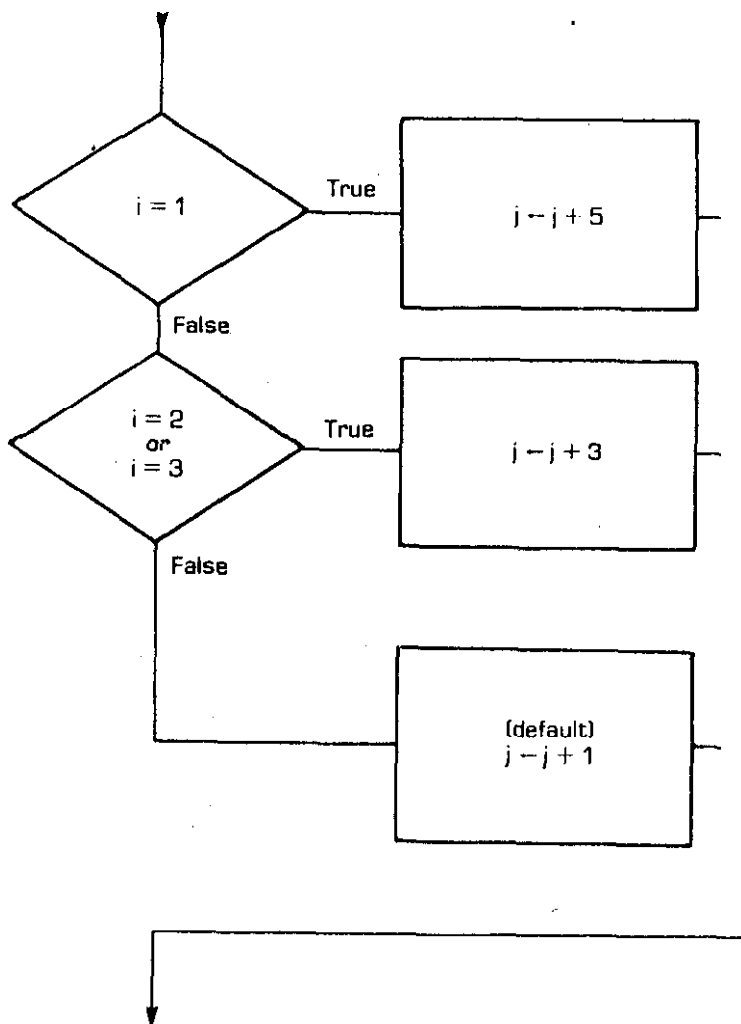 i = 1
True
j ← j + 5
False
i = 2
or
i = 3
True
j ← j + 3
False
(default)
j ← j + 1